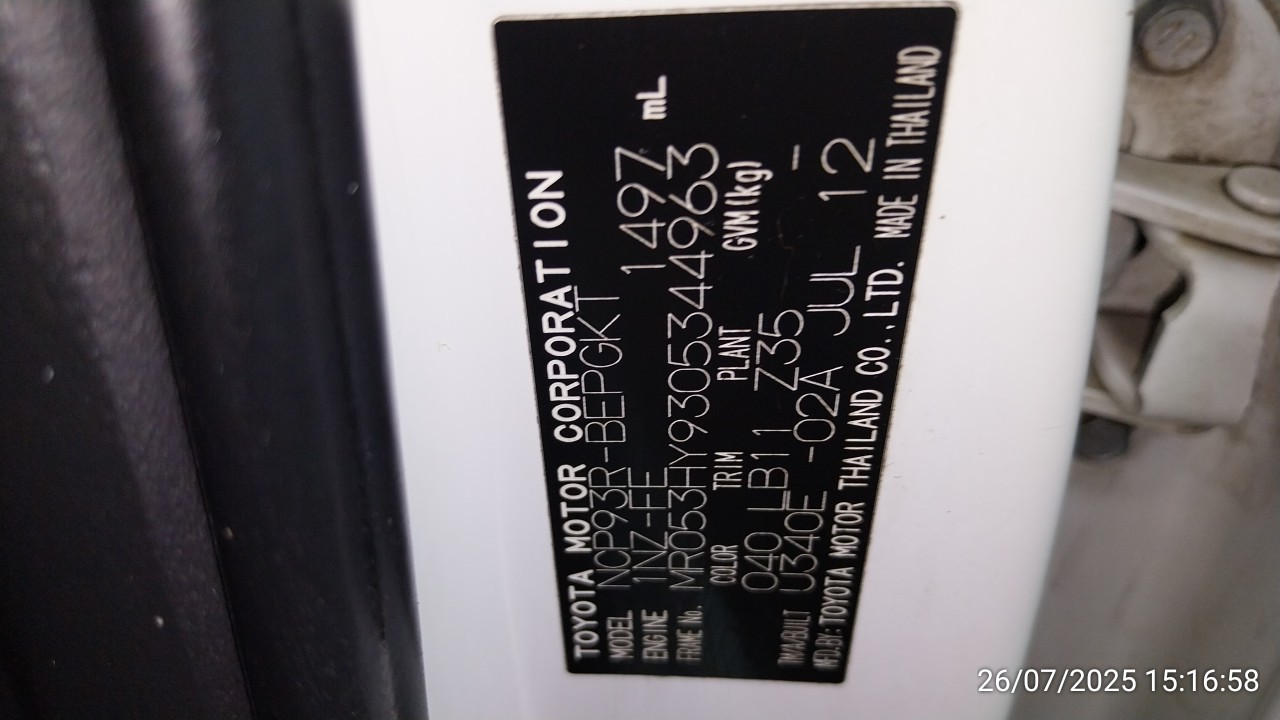 TOYOTA MOTOR CORPORATION
MODEL NCP93R-BEPGKT
ENGINE 1NZ-FE 1497 mL
FRAME No. MR053HY9305344963
COLOR TRIM PLANT GVM(kg)
040 LB11 Z35 -
T/A/BUILT U340E -02A JUL 12
MFD.BY: TOYOTA MOTOR THAILAND CO.,LTD. MADE IN THAILAND
26/07/2025 15:16:58